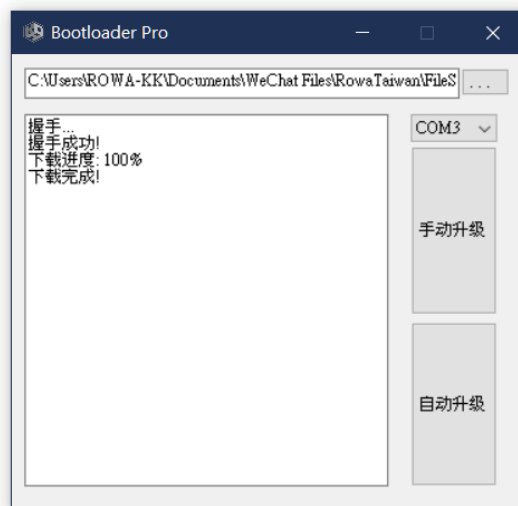 Bootloader Pro
C:\Users\ROWA-KK\Documents\WeChat Files\RowaTaiwan\FileS
...
握手...
握手成功!
下载进度: 100%
下载完成!
COM3
手动升级
自动升级